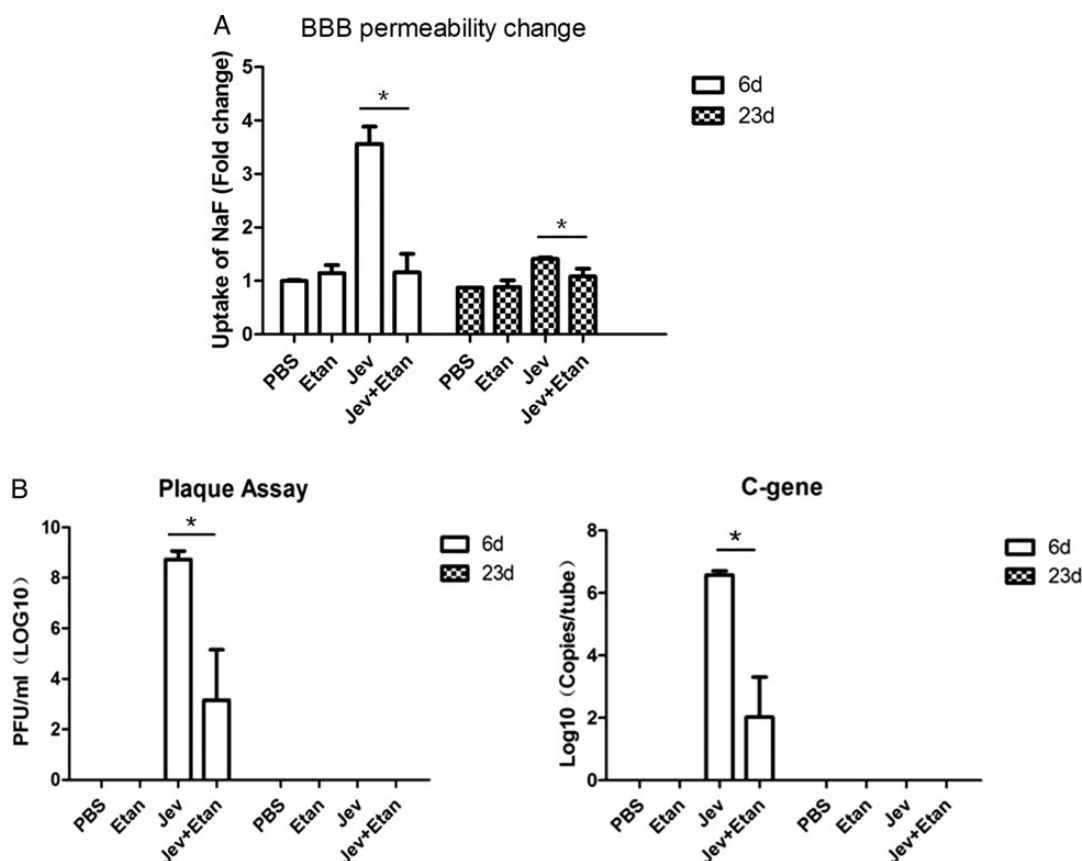 A
BBB permeability change
Uptake of NaF (Fold change)
5
4
3
2
1
0
*
*
PBS
Etan
Jev
Jev+Etan
PBS
Etan
Jev
Jev+Etan
6d
23d
B
Plaque Assay
PFU/ml（LOG10）
10
8
6
4
2
0
*
PBS
Etan
Jev
Jev+Etan
PBS
Etan
Jev
Jev+Etan
6d
23d
C-gene
Log10（Copies/tube）
8
6
4
2
0
*
PBS
Etan
Jev
Jev+Etan
PBS
Etan
Jev
Jev+Etan
6d
23d